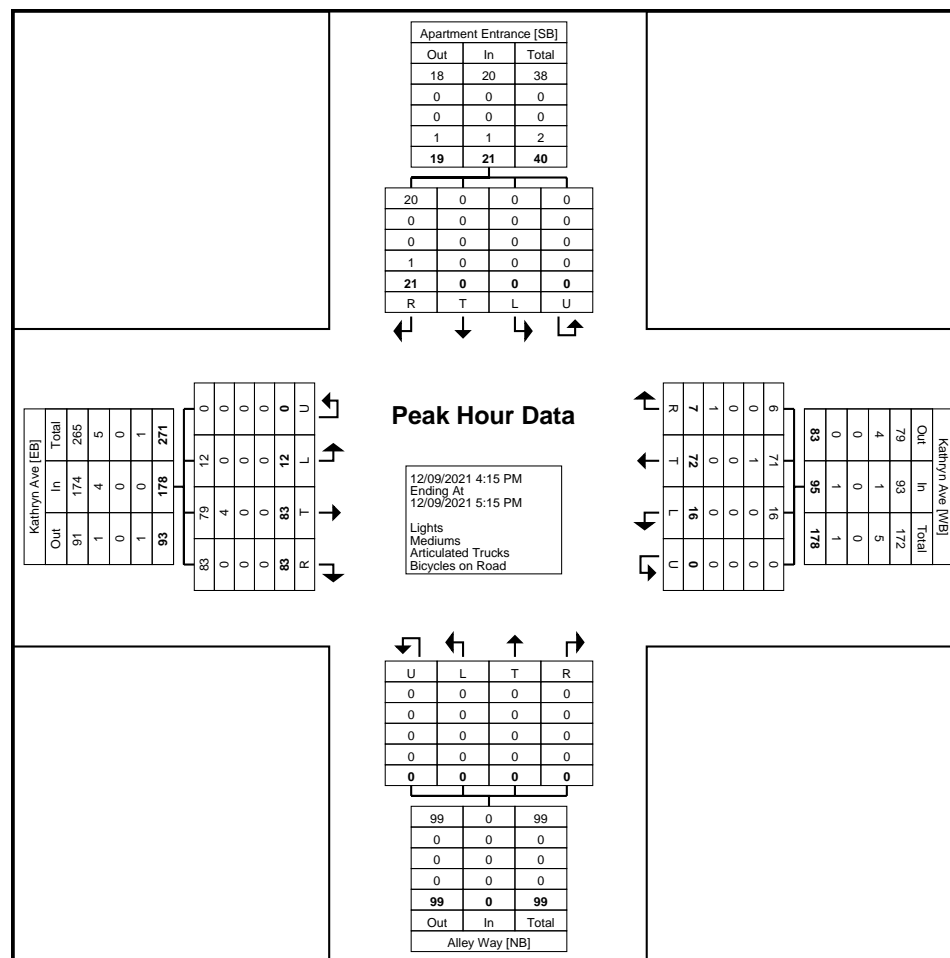 Apartment Entrance [SB]
Out In Total
18 20 38
0 0 0
0 0 0
1 1 2
19 21 40
20 0 0 0
0 0 0 0
0 0 0 0
1 0 0 0
21 0 0 0
R T L U
Kathryn Ave [EB]
Out In Total
91 174 265
1 4 5
0 0 0
1 0 1
93 178 271
83 79 12 0
0 4 0 0
0 0 0 0
0 0 0 0
83 83 12 0
R T L U
Peak Hour Data
12/09/2021 4:15 PM
Ending At
12/09/2021 5:15 PM
Lights
Mediums
Articulated Trucks
Bicycles on Road
Kathryn Ave [WB]
Out In Total
79 93 172
4 1 5
0 0 0
0 1 1
83 95 178
6 71 16 0
0 1 0 0
0 0 0 0
1 0 0 0
7 72 16 0
R T L U
U L T R
0 0 0 0
0 0 0 0
0 0 0 0
0 0 0 0
0 0 0 0
99 0 99
0 0 0
0 0 0
0 0 0
99 0 99
Out In Total
Alley Way [NB]